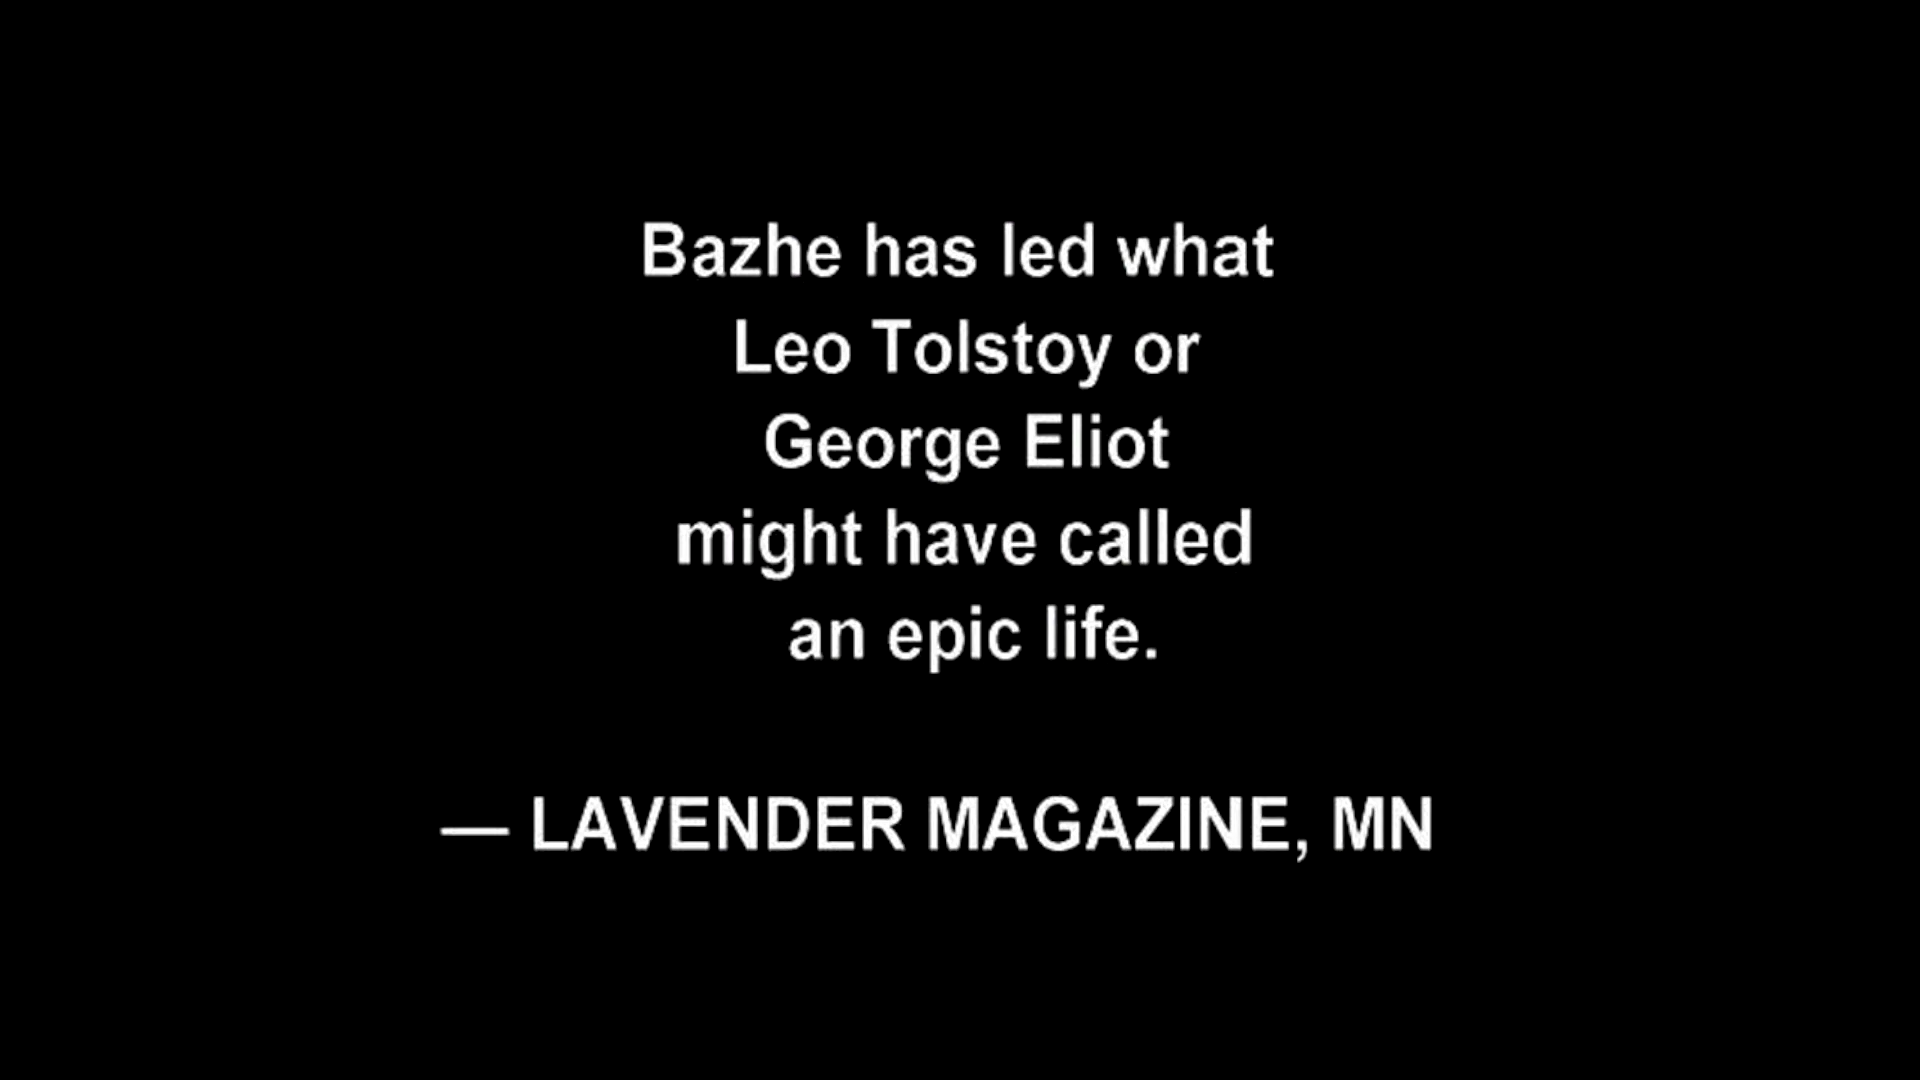 Bazhe has led what
Leo Tolstoy or
George Eliot
might have called
an epic life.
— LAVENDER MAGAZINE, MN